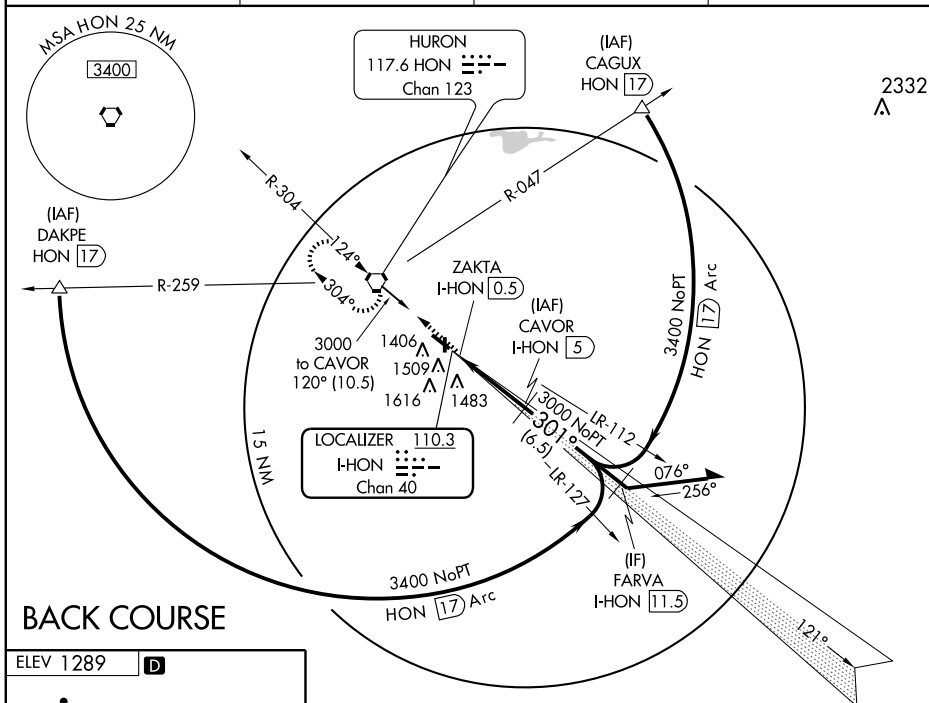 MSA HON 25 NM
3400
HURON
117.6 HON
Chan 123
(IAF)
CAGUX
HON 17
2332
R-304
R-047
(IAF)
DAKPE
HON 17
124°
304°
R-259
ZAKTA
I-HON 0.5
(IAF)
CAVOR
I-HON 5
3400 NoPT
HON 17 Arc
3000
to CAVOR
120° (10.5)
1406
1509
1616
1483
3000 NoPT
LR-112
301°
(6.5)
LR-127
076°
256°
LOCALIZER 110.3
I-HON
Chan 40
15 NM
(IF)
FARVA
I-HON 11.5
3400 NoPT
HON 17 Arc
121°
BACK COURSE
ELEV 1289 D